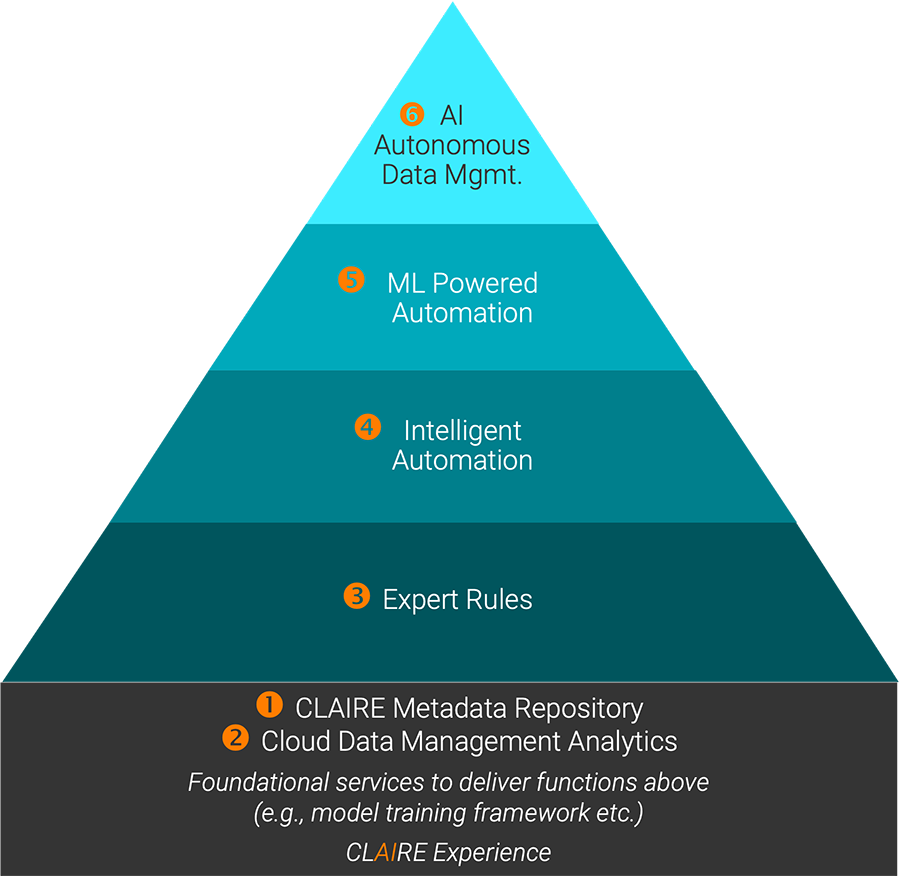 6 AI
Autonomous
Data Mgmt.
5 ML Powered
Automation
4 Intelligent
Automation
3 Expert Rules
1 CLAIRE Metadata Repository
2 Cloud Data Management Analytics
Foundational services to deliver functions above
(e.g., model training framework etc.)
CLAIRE Experience